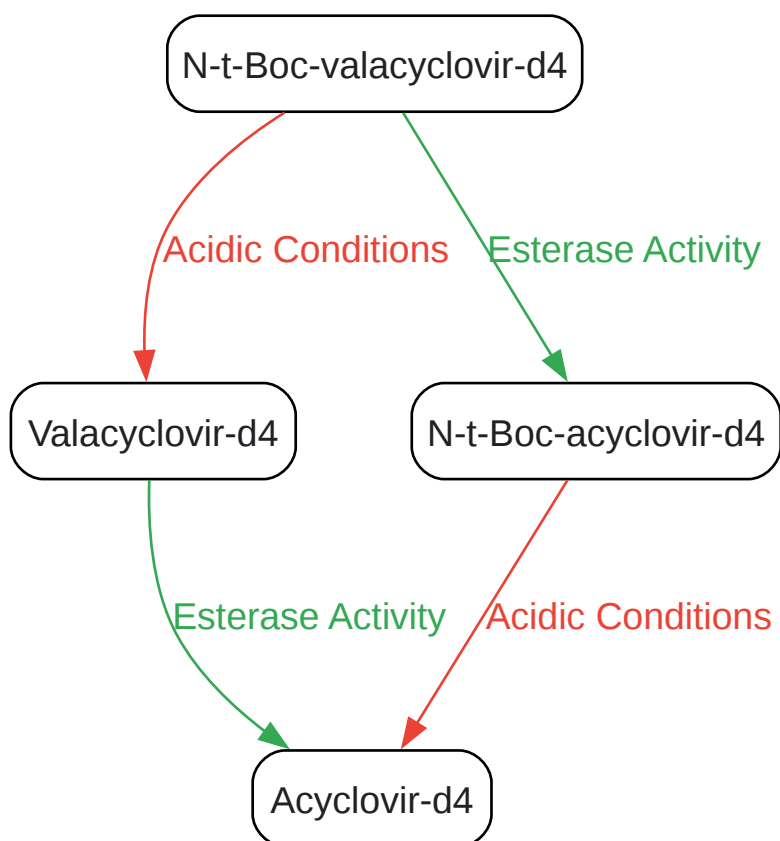 N-t-Boc-valacyclovir-d4
Acidic Conditions
Esterase Activity
Valacyclovir-d4
N-t-Boc-acyclovir-d4
Esterase Activity
Acidic Conditions
Acyclovir-d4